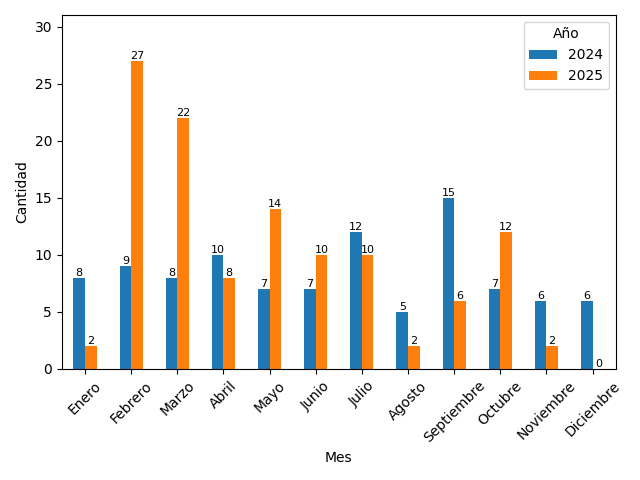 Año
2024
2025
Cantidad
30
25
20
15
10
5
0
8
2
9
27
8
22
10
8
7
14
7
10
12
10
5
2
15
6
7
12
6
2
6
0
Enero
Febrero
Marzo
Abril
Mayo
Junio
Julio
Agosto
Septiembre
Octubre
Noviembre
Diciembre
Mes